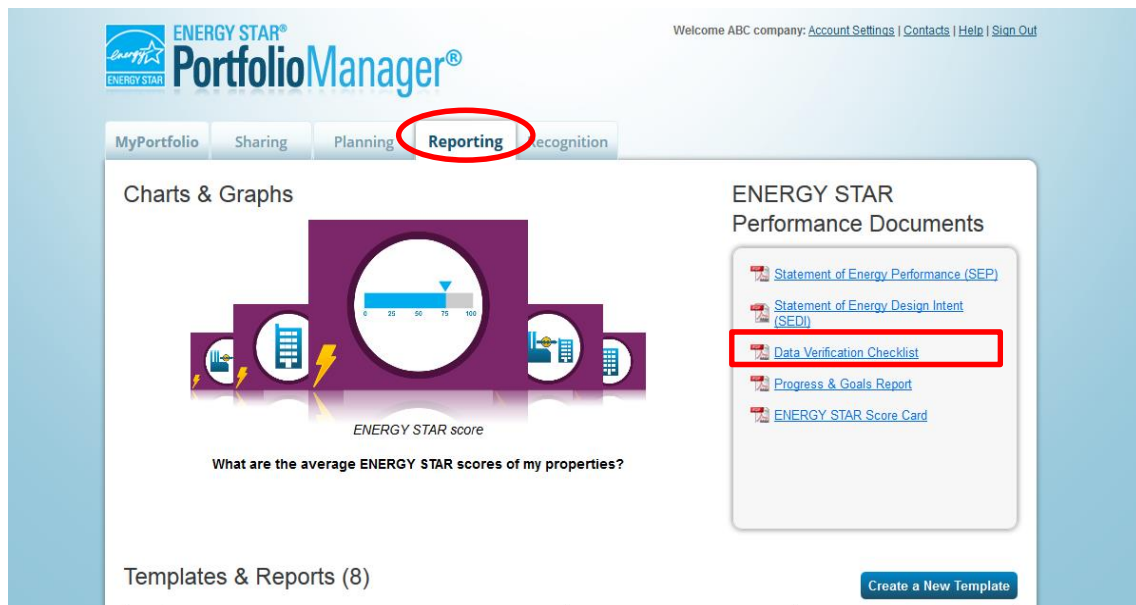 ENERGY STAR®
PortfolioManager®
energy
ENERGY STAR
Welcome ABC company: Account Settings | Contacts | Help | Sign Out
MyPortfolio Sharing Planning Reporting Recognition
Charts & Graphs
0 25 50 75 100
ENERGY STAR score
What are the average ENERGY STAR scores of my properties?
ENERGY STAR
Performance Documents
Statement of Energy Performance (SEP)
Statement of Energy Design Intent
(SEDI)
Data Verification Checklist
Progress & Goals Report
ENERGY STAR Score Card
Templates & Reports (8)
Create a New Template